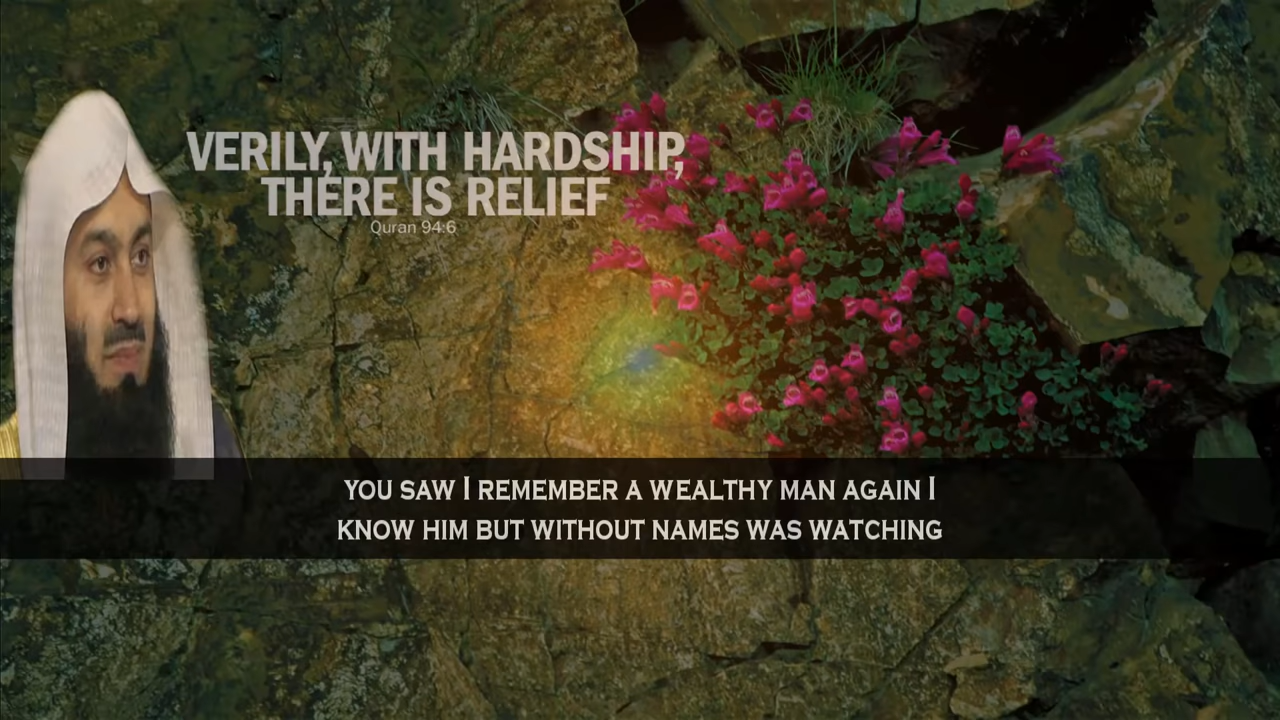 VERILY, WITH HARDSHIP,
THERE IS RELIEF
Quran 94:6
YOU SAW I REMEMBER A WEALTHY MAN AGAIN I
KNOW HIM BUT WITHOUT NAMES WAS WATCHING